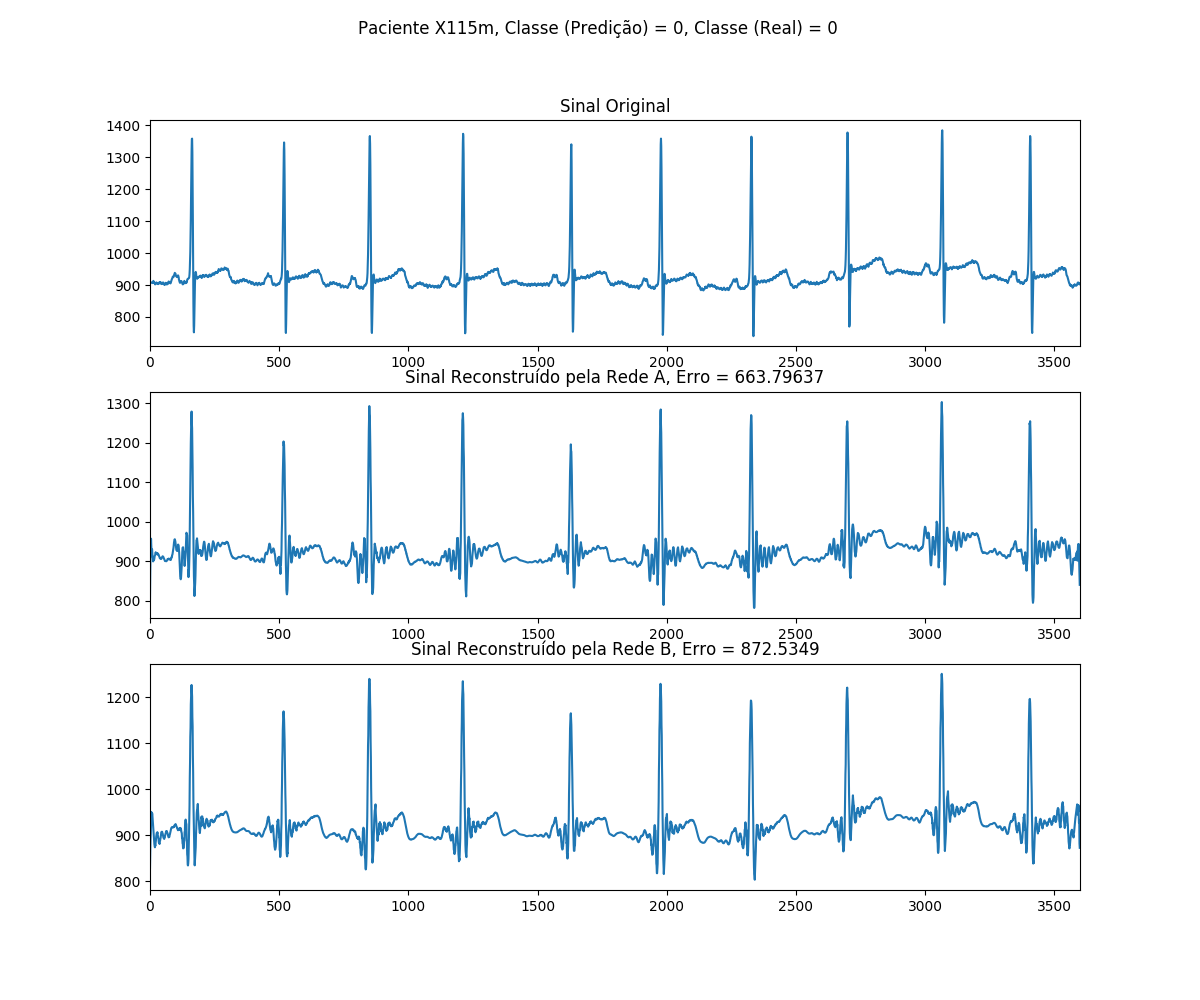 Paciente X115m, Classe (Predição) = 0, Classe (Real) = 0
Sinal Original
1400
1300
1200
1100
1000
900
800
0 500 1000 1500 2000 2500 3000 3500
Sinal Reconstruído pela Rede A, Erro = 663.79637
1300
1200
1100
1000
900
800
0 500 1000 1500 2000 2500 3000 3500
Sinal Reconstruído pela Rede B, Erro = 872.5349
1200
1100
1000
900
800
0 500 1000 1500 2000 2500 3000 3500